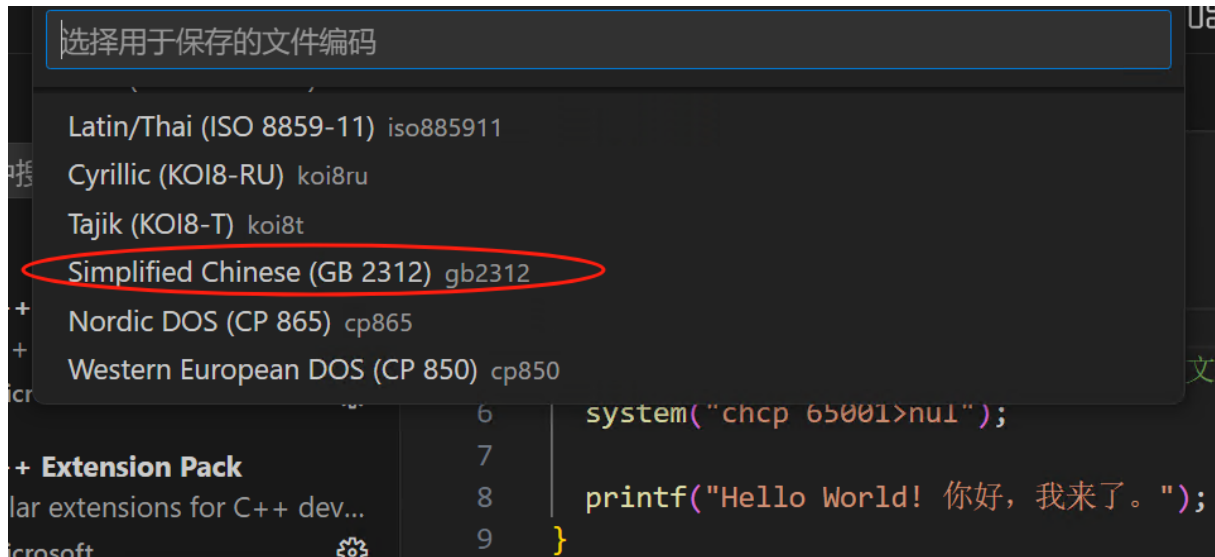 选择用于保存的文件编码
Latin/Thai (ISO 8859-11) iso885911
Cyrillic (KOI8-RU) koi8ru
Tajik (KOI8-T) koi8t
Simplified Chinese (GB 2312) gb2312
Nordic DOS (CP 865) cp865
Western European DOS (CP 850) cp850
文
6 system("chcp 65001>nul");
7
+ Extension Pack
8 printf("Hello World! 你好，我来了。");
lar extensions for C++ dev...
9 }
icrosoft